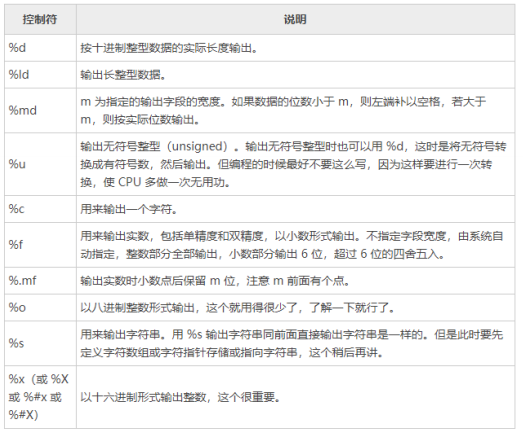 控制符 说明
%d 按十进制整型数据的实际长度输出。
%ld 输出长整型数据。
%md m 为指定的输出字段的宽度。如果数据的位数小于 m，则左端补以空格，若大于
m，则按实际位数输出。
%u 输出无符号整型（unsigned）。输出无符号整型时也可以用 %d，这时是将无符号转
换成有符号数，然后输出。但编程的时候最好不要这么写，因为这样要进行一次转
换，使 CPU 多做一次无用功。
%c 用来输出一个字符。
%f 用来输出实数，包括单精度和双精度，以小数形式输出。不指定字段宽度，由系统自
动指定，整数部分全部输出，小数部分输出 6 位，超过 6 位的四舍五入。
%.mf 输出实数时小数点后保留 m 位，注意 m 前面有个点。
%o 以八进制整数形式输出，这个就用得很少了，了解一下就行了。
%s 用来输出字符串。用 %s 输出字符串同前面直接输出字符串是一样的。但是此时要先
定义字符数组或字符指针存储或指向字符串，这个稍后再讲。
%x（或 %X
或 %#x 或
%#X） 以十六进制形式输出整数，这个很重要。